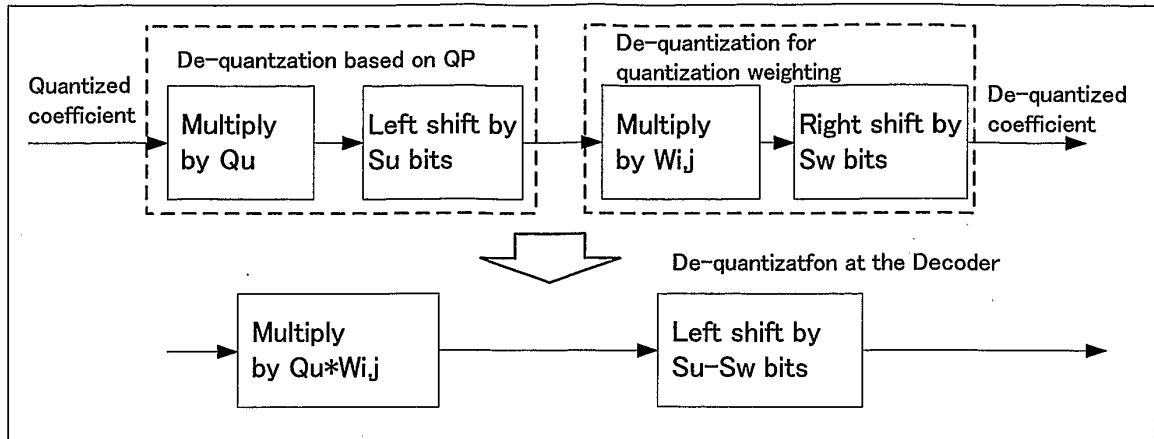 De-quantzation based on QP
De-quantization for
quantization weighting
Quantized
coefficient
Multiply
by Qu
Left shift by
Su bits
Multiply
by Wi,j
Right shift by
Sw bits
De-quantized
coefficient
De-quantizatfon at the Decoder
Multiply
by Qu*Wi,j
Left shift by
Su-Sw bits